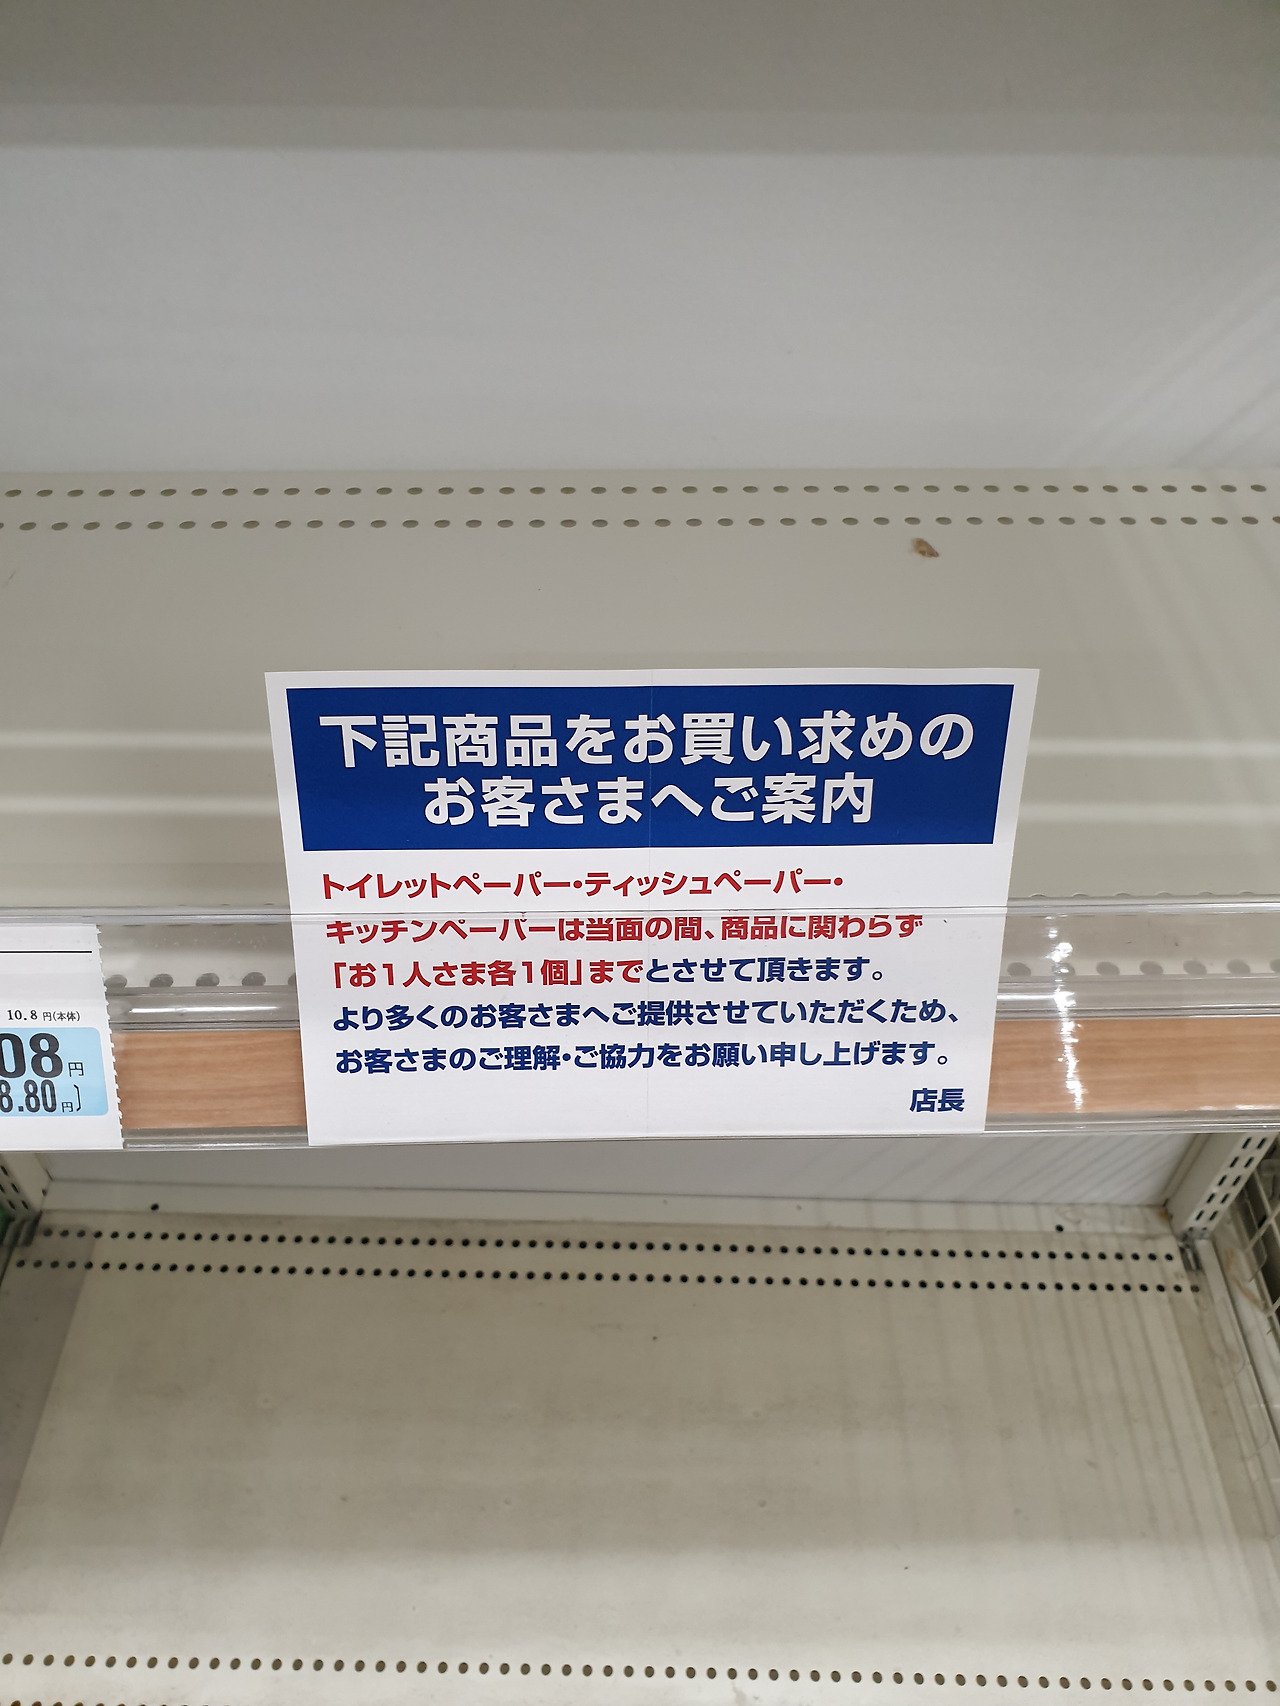 下記商品をお買い求めの
お客さまへご案内
トイレットペーパー・ティッシュペーパー・
キッチンペーパーは当面の間、商品に関わらず
「お1人さま各1個」までとさせて頂きます。
より多くのお客さまへご提供させていただくため、
お客さまのご理解・ご協力をお願い申し上げます。
店長
10.8 円(本体)
08円
8.80円)